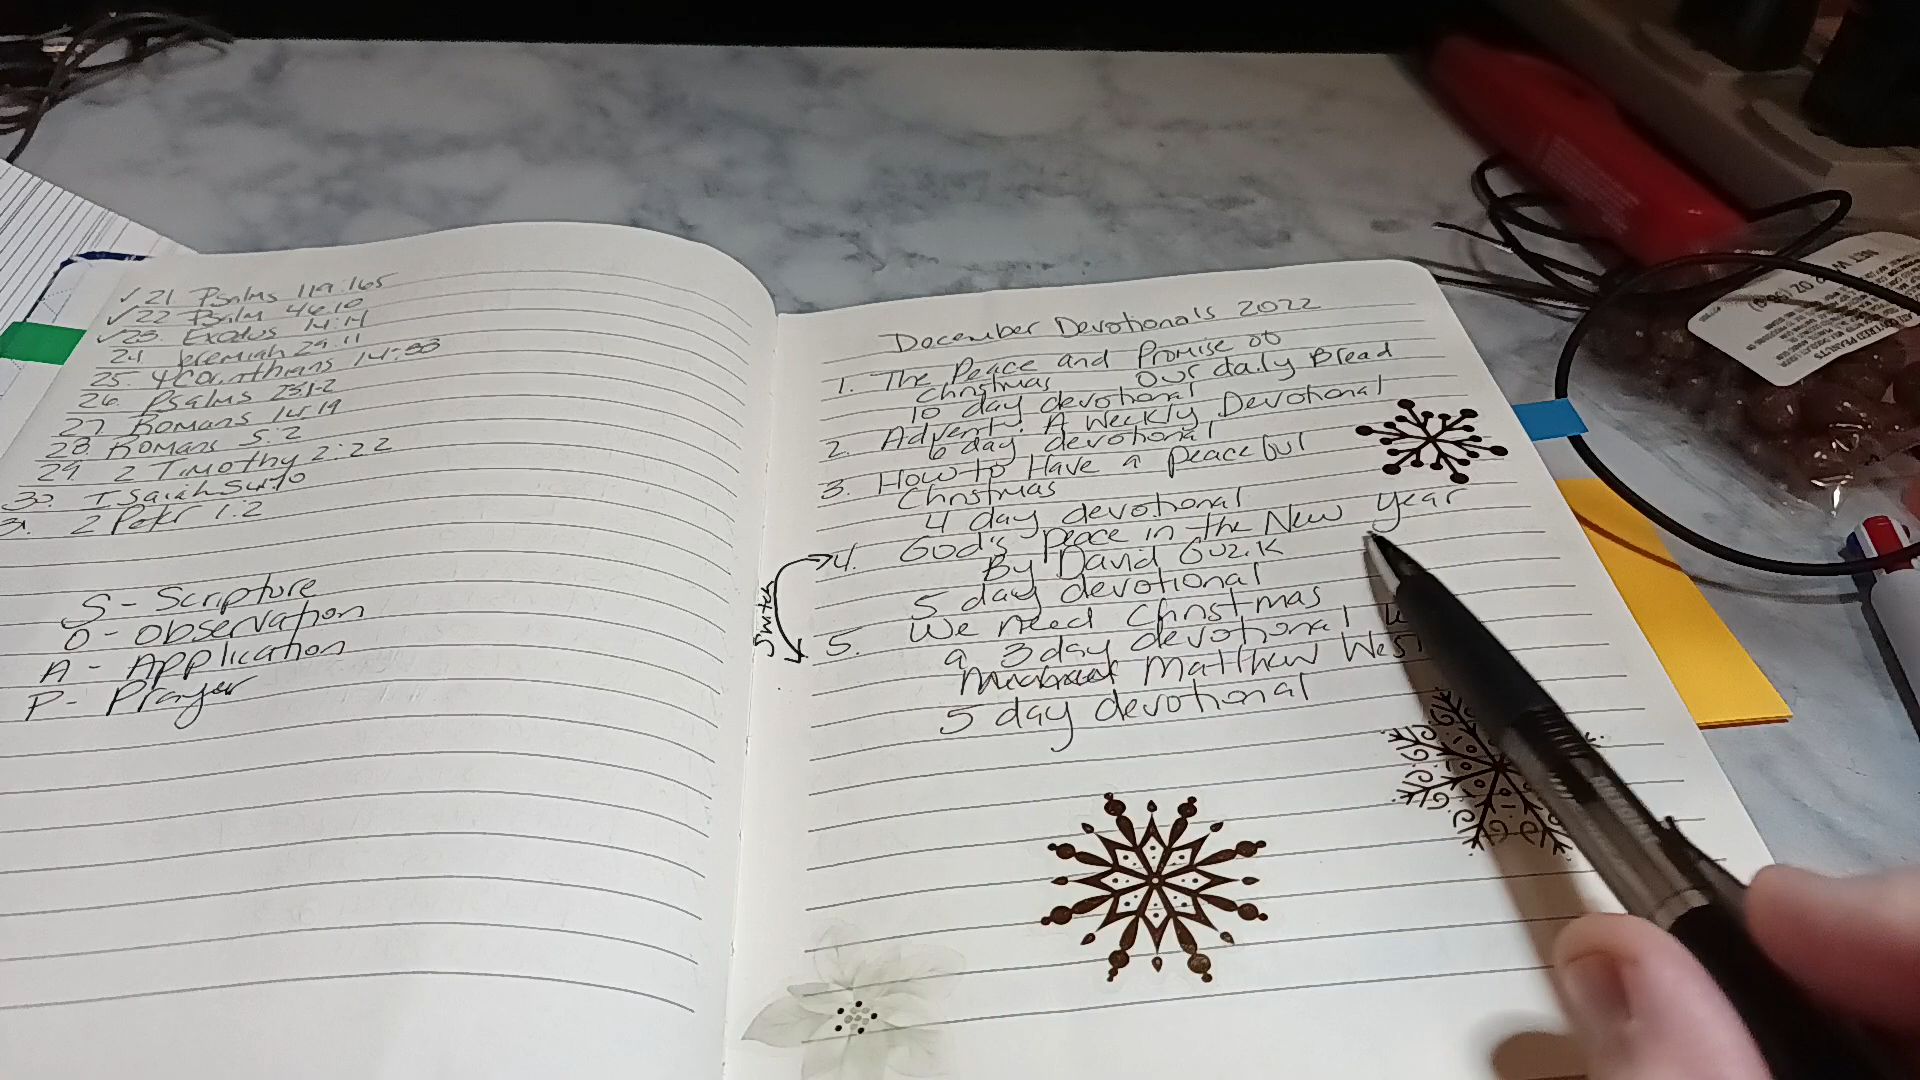 ✓21 Psalms 119:165
✓22 Psalm 46:10
✓23. Exodus 14:14
24 Jeremiah 29:11
25. Corinthians 14:33
26. Psalms 23:1-2
27 Romans 14:19
28. Romans 5:2
29. 2 Timothy 2:22
30. Isaiah 54:10
31. 2 Peter 1:2
S - Scripture
O - Observation
A - Application
P - Prayer
December Devotionals 2022
1. The Peace and Promise of
Christmas Our daily Bread
10 day devotional
2. Advent: A Weekly Devotional
6 day devotional
3. How to Have a Peaceful
Christmas
4 day devotional
4. God's peace in the New Year
By David Guzik
5 day devotional
Switch
5. We need Christmas
a 3 day devotional
Matthew West
5 day devotional
NET W